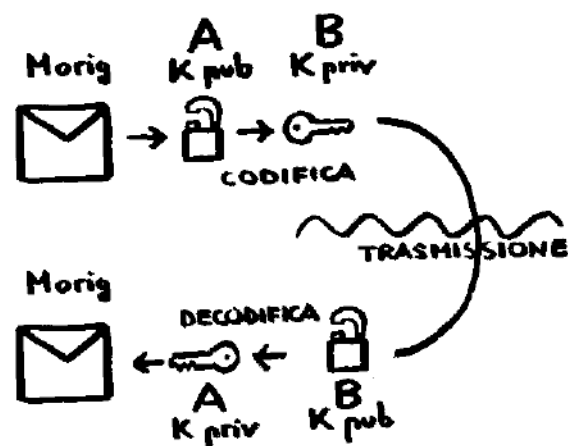 Morig
A
K pub
B
K priv
CODIFICA
TRASMISSIONE
Morig
DECODIFICA
A
K priv
B
K pub